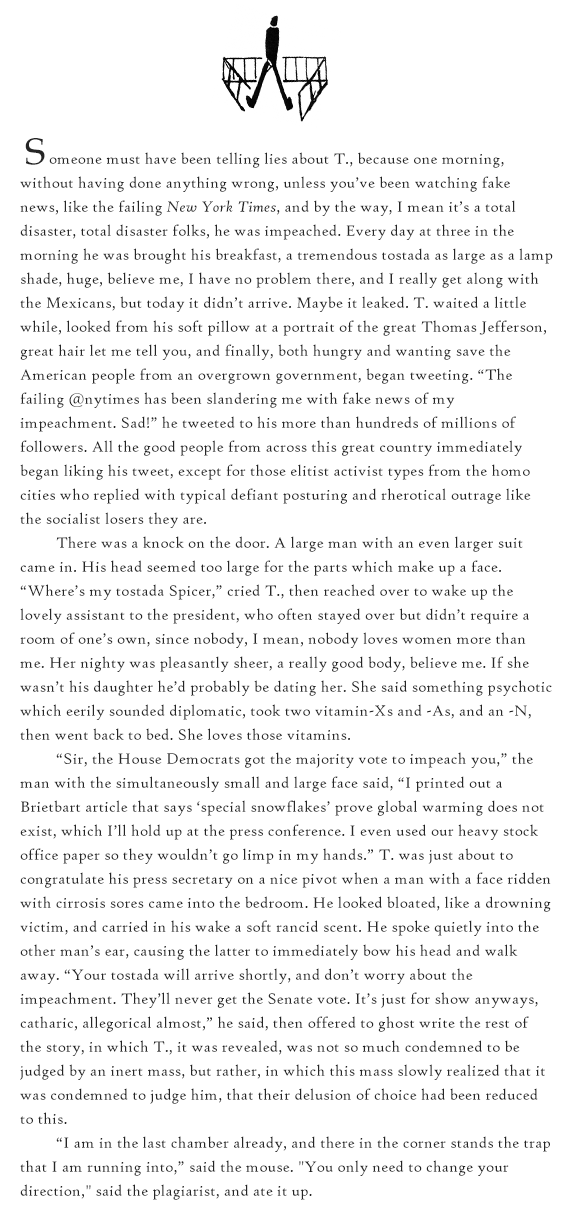 Someone must have been telling lies about T., because one morning,
without having done anything wrong, unless you've been watching fake
news, like the failing New York Times, and by the way, I mean it's a total
disaster, total disaster folks, he was impeached. Every day at three in the
morning he was brought his breakfast, a tremendous tostada as large as a lamp
shade, huge, believe me, I have no problem there, and I really get along with
the Mexicans, but today it didn't arrive. Maybe it leaked. T. waited a little
while, looked from his soft pillow at a portrait of the great Thomas Jefferson,
great hair let me tell you, and finally, both hungry and wanting save the
American people from an overgrown government, began tweeting. “The
failing @nytimes has been slandering me with fake news of my
impeachment. Sad!” he tweeted to his more than hundreds of millions of
followers. All the good people from across this great country immediately
began liking his tweet, except for those elitist activist types from the homo
cities who replied with typical defiant posturing and rherotical outrage like
the socialist losers they are.
There was a knock on the door. A large man with an even larger suit
came in. His head seemed too large for the parts which make up a face.
“Where's my tostada Spicer,” cried T., then reached over to wake up the
lovely assistant to the president, who often stayed over but didn't require a
room of one's own, since nobody, I mean, nobody loves women more than
me. Her nighty was pleasantly sheer, a really good body, believe me. If she
wasn't his daughter he'd probably be dating her. She said something psychotic
which eerily sounded diplomatic, took two vitamin-Xs and -As, and an -N,
then went back to bed. She loves those vitamins.
“Sir, the House Democrats got the majority vote to impeach you,” the
man with the simultaneously small and large face said, “I printed out a
Brietbart article that says ‘special snowflakes’ prove global warming does not
exist, which I'll hold up at the press conference. I even used our heavy stock
office paper so they wouldn't go limp in my hands.” T. was just about to
congratulate his press secretary on a nice pivot when a man with a face ridden
with cirrosis sores came into the bedroom. He looked bloated, like a drowning
victim, and carried in his wake a soft rancid scent. He spoke quietly into the
other man's ear, causing the latter to immediately bow his head and walk
away. “Your tostada will arrive shortly, and don't worry about the
impeachment. They'll never get the Senate vote. It's just for show anyways,
catharic, allegorical almost,” he said, then offered to ghost write the rest of
the story, in which T., it was revealed, was not so much condemned to be
judged by an inert mass, but rather, in which this mass slowly realized that it
was condemned to judge him, that their delusion of choice had been reduced
to this.
“I am in the last chamber already, and there in the corner stands the trap
that I am running into,” said the mouse. "You only need to change your
direction," said the plagiarist, and ate it up.